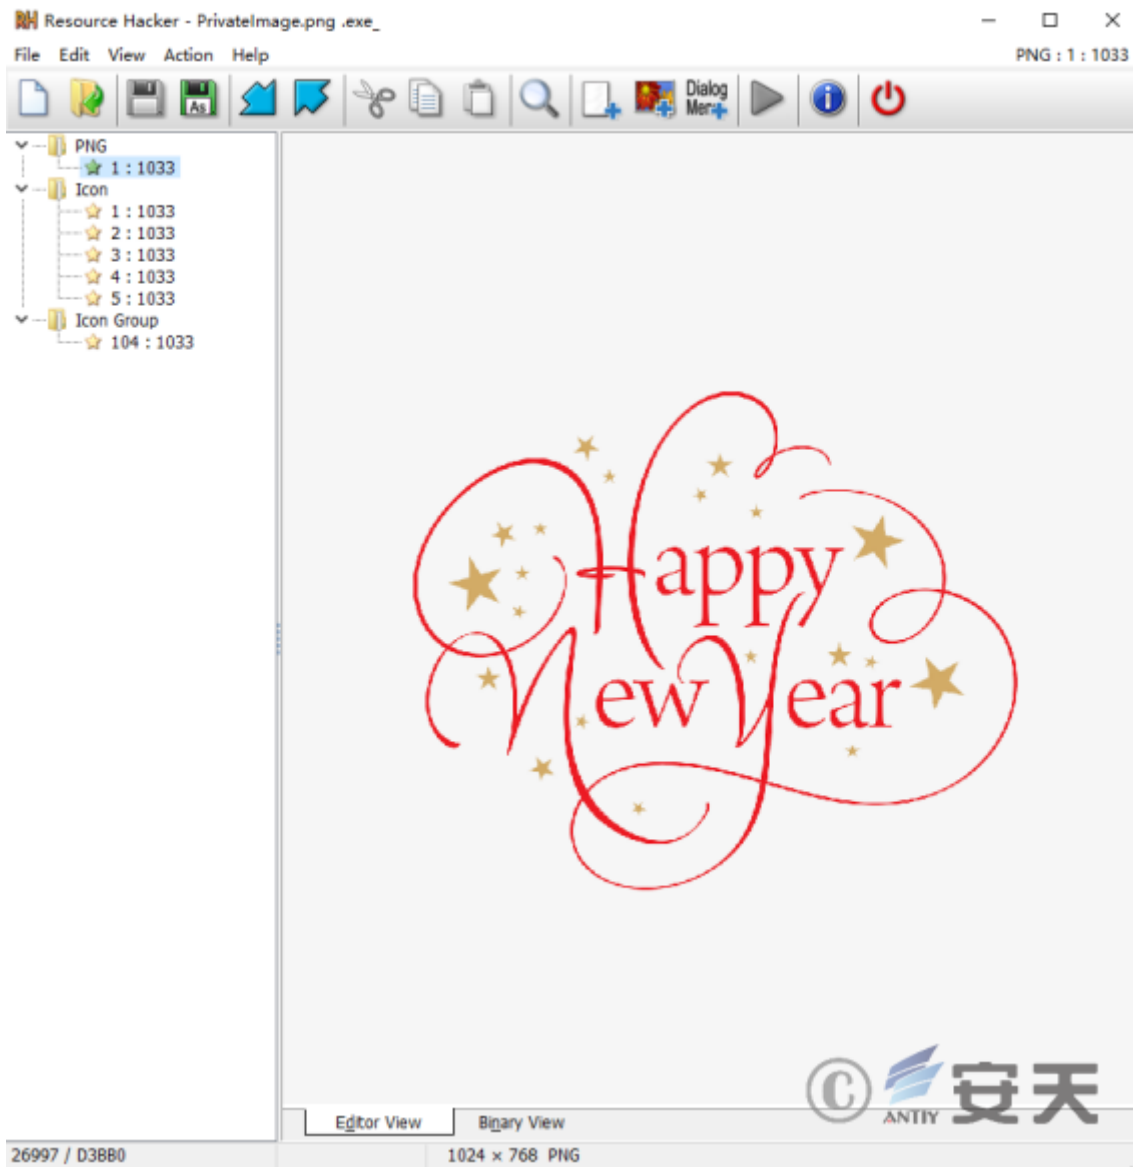 Resource Hacker - PrivateImage.png .exe_
File Edit View Action Help
PNG : 1 : 1033
As
Dialog
Menu
PNG
1 : 1033
Icon
1 : 1033
2 : 1033
3 : 1033
4 : 1033
5 : 1033
Icon Group
104 : 1033
Happy
New Year
© ANTIY 安天
Editor View Binary View
26997 / D3BB0
1024 × 768 PNG